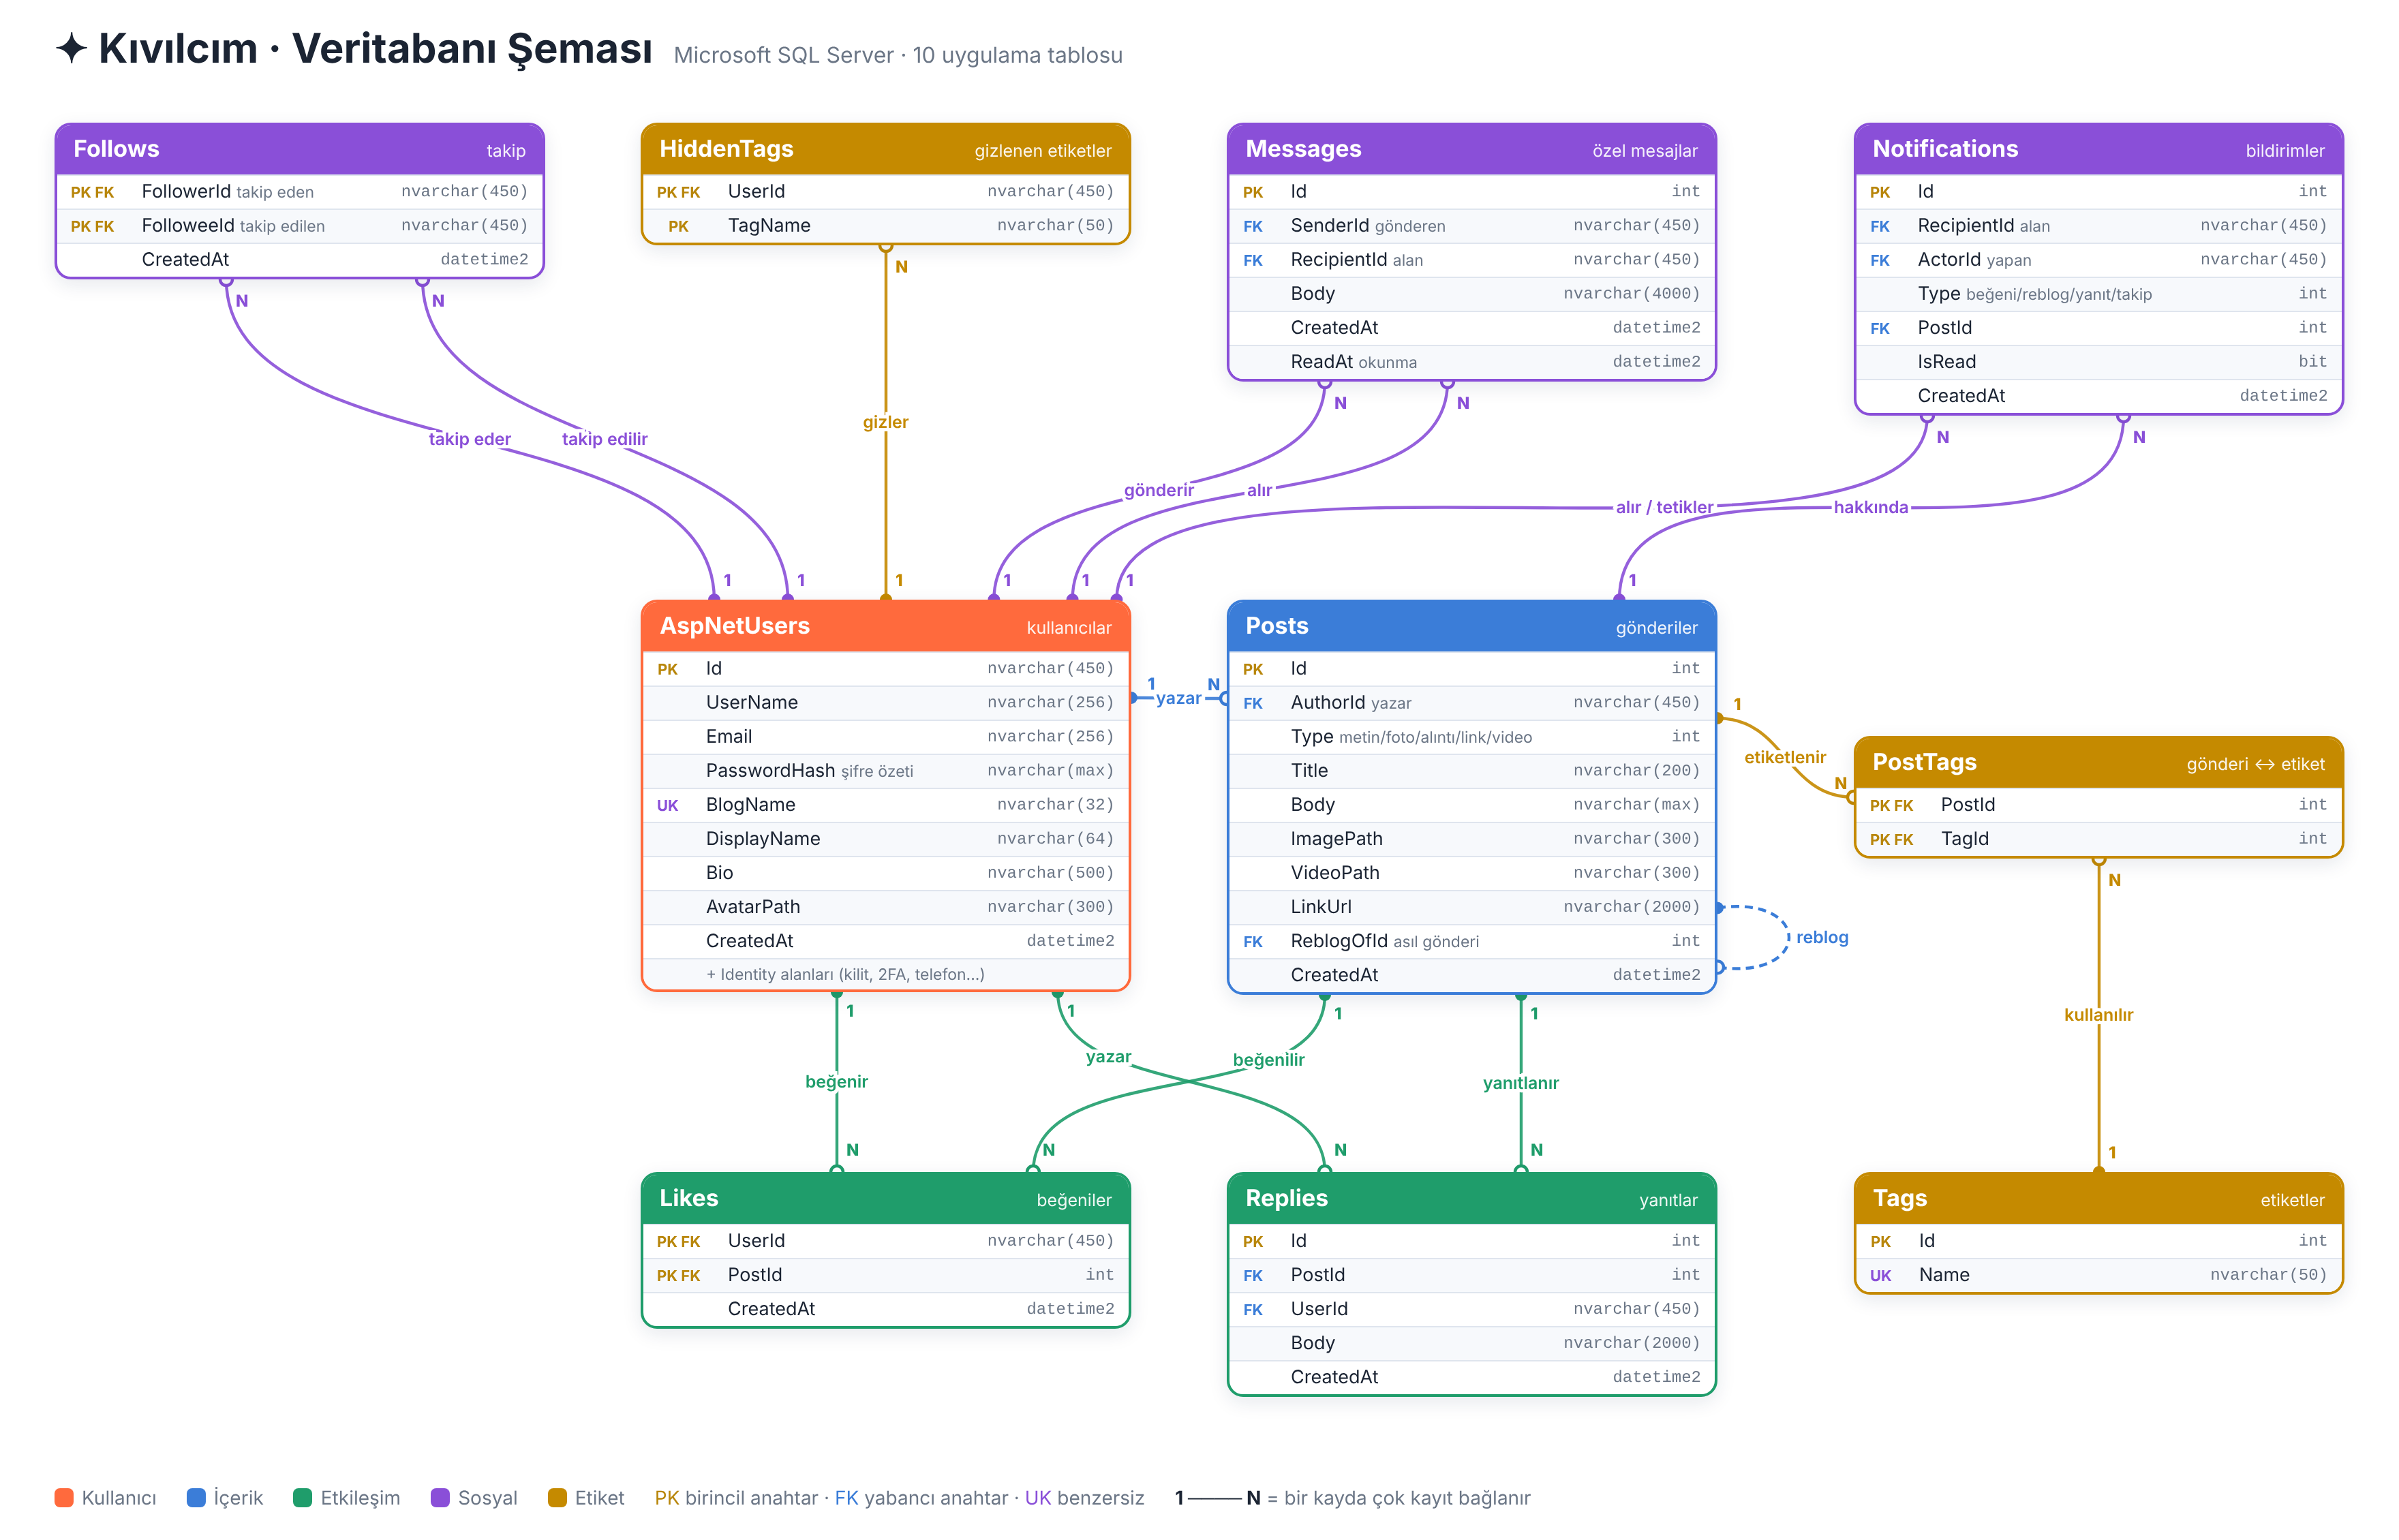 ✦ Kıvılcım · Veritabanı Şeması Microsoft SQL Server · 10 uygulama tablosu
Follows takip
PK FK FollowerId takip eden nvarchar(450)
PK FK FolloweeId takip edilen nvarchar(450)
CreatedAt datetime2
HiddenTags gizlenen etiketler
PK FK UserId nvarchar(450)
PK TagName nvarchar(50)
Messages özel mesajlar
PK Id int
FK SenderId gönderen nvarchar(450)
FK RecipientId alan nvarchar(450)
Body nvarchar(4000)
CreatedAt datetime2
ReadAt okunma datetime2
Notifications bildirimler
PK Id int
FK RecipientId alan nvarchar(450)
FK ActorId yapan nvarchar(450)
Type beğeni/reblog/yanıt/takip int
FK PostId int
IsRead bit
CreatedAt datetime2
N N N N N N N
takip eder takip edilir gizler gönderir alır alır / tetikler hakkında
1 1 1 1 1 1 1
AspNetUsers kullanıcılar
PK Id nvarchar(450)
UserName nvarchar(256)
Email nvarchar(256)
PasswordHash şifre özeti nvarchar(max)
UK BlogName nvarchar(32)
DisplayName nvarchar(64)
Bio nvarchar(500)
AvatarPath nvarchar(300)
CreatedAt datetime2
+ Identity alanları (kilit, 2FA, telefon…)
1 yazar N
Posts gönderiler
PK Id int
FK AuthorId yazar nvarchar(450)
Type metin/foto/alıntı/link/video int
Title nvarchar(200)
Body nvarchar(max)
ImagePath nvarchar(300)
VideoPath nvarchar(300)
LinkUrl nvarchar(2000)
FK ReblogOfId asıl gönderi int
CreatedAt datetime2
1 etiketlenir N
reblog
PostTags gönderi ↔ etiket
PK FK PostId int
PK FK TagId int
N kullanılır 1
1 1 1 1
beğenir yazar beğenilir yanıtlanır
N N N N
Likes beğeniler
PK FK UserId nvarchar(450)
PK FK PostId int
CreatedAt datetime2
Replies yanıtlar
PK Id int
FK PostId int
FK UserId nvarchar(450)
Body nvarchar(2000)
CreatedAt datetime2
Tags etiketler
PK Id int
UK Name nvarchar(50)
Kullanıcı İçerik Etkileşim Sosyal Etiket PK birincil anahtar · FK yabancı anahtar · UK benzersiz 1 ——— N = bir kayda çok kayıt bağlanır